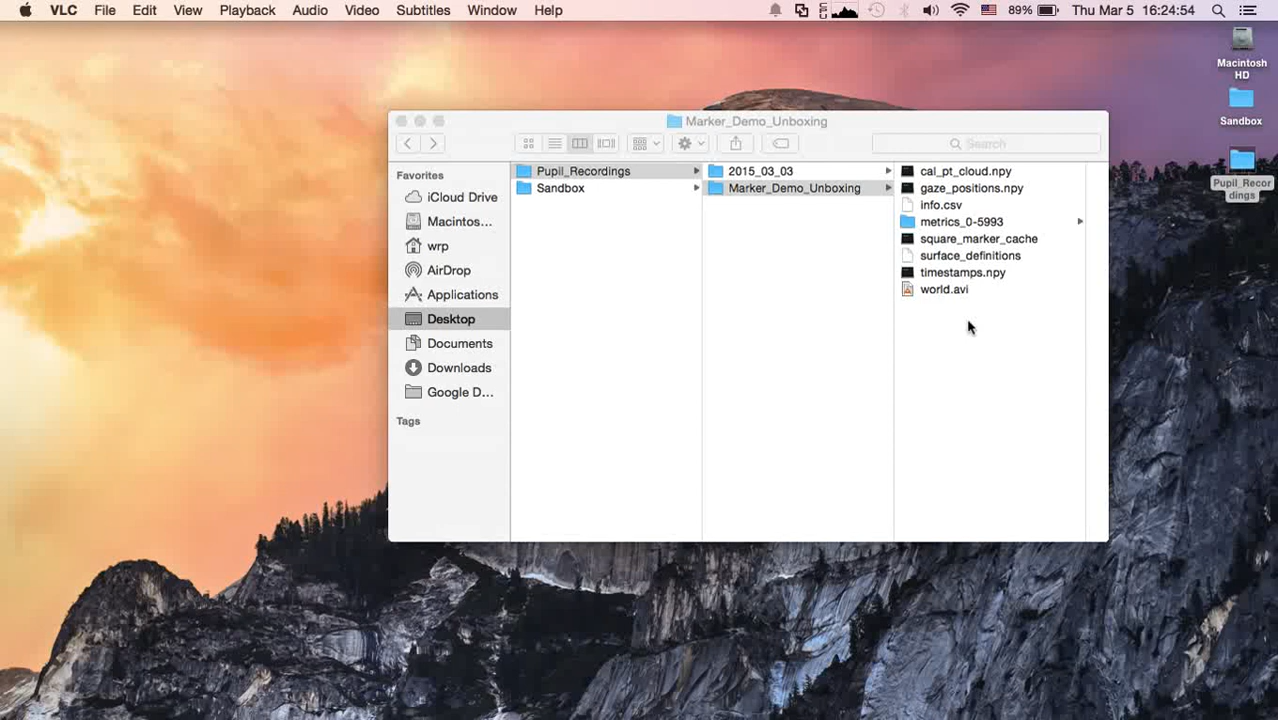 VLC File Edit View Playback Audio Video Subtitles Window Help 89% Thu Mar 5 16:24:54
Macintosh
HD
Sandbox
Pupil_Recor
dings
Marker_Demo_Unboxing
Search
Favorites
iCloud Drive
Macintos...
wrp
AirDrop
Applications
Desktop
Documents
Downloads
Google D...
Tags
Pupil_Recordings
Sandbox
2015_03_03
Marker_Demo_Unboxing
cal_pt_cloud.npy
gaze_positions.npy
info.csv
metrics_0-5993
square_marker_cache
surface_definitions
timestamps.npy
world.avi